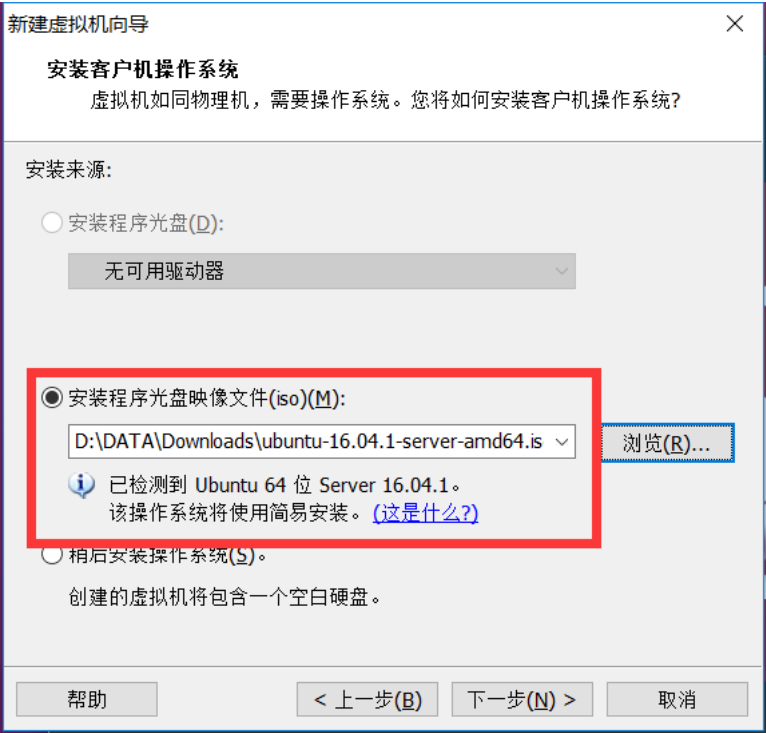 新建虚拟机向导
安装客户机操作系统
虚拟机如同物理机，需要操作系统。您将如何安装客户机操作系统?
安装来源:
安装程序光盘(D):
无可用驱动器
安装程序光盘映像文件(iso)(M):
D:\DATA\Downloads\ubuntu-16.04.1-server-amd64.is
浏览(R)...
已检测到 Ubuntu 64 位 Server 16.04.1。
该操作系统将使用简易安装。 (这是什么?)
稍后安装操作系统(S)。
创建的虚拟机将包含一个空白硬盘。
帮助 < 上一步(B) 下一步(N) > 取消